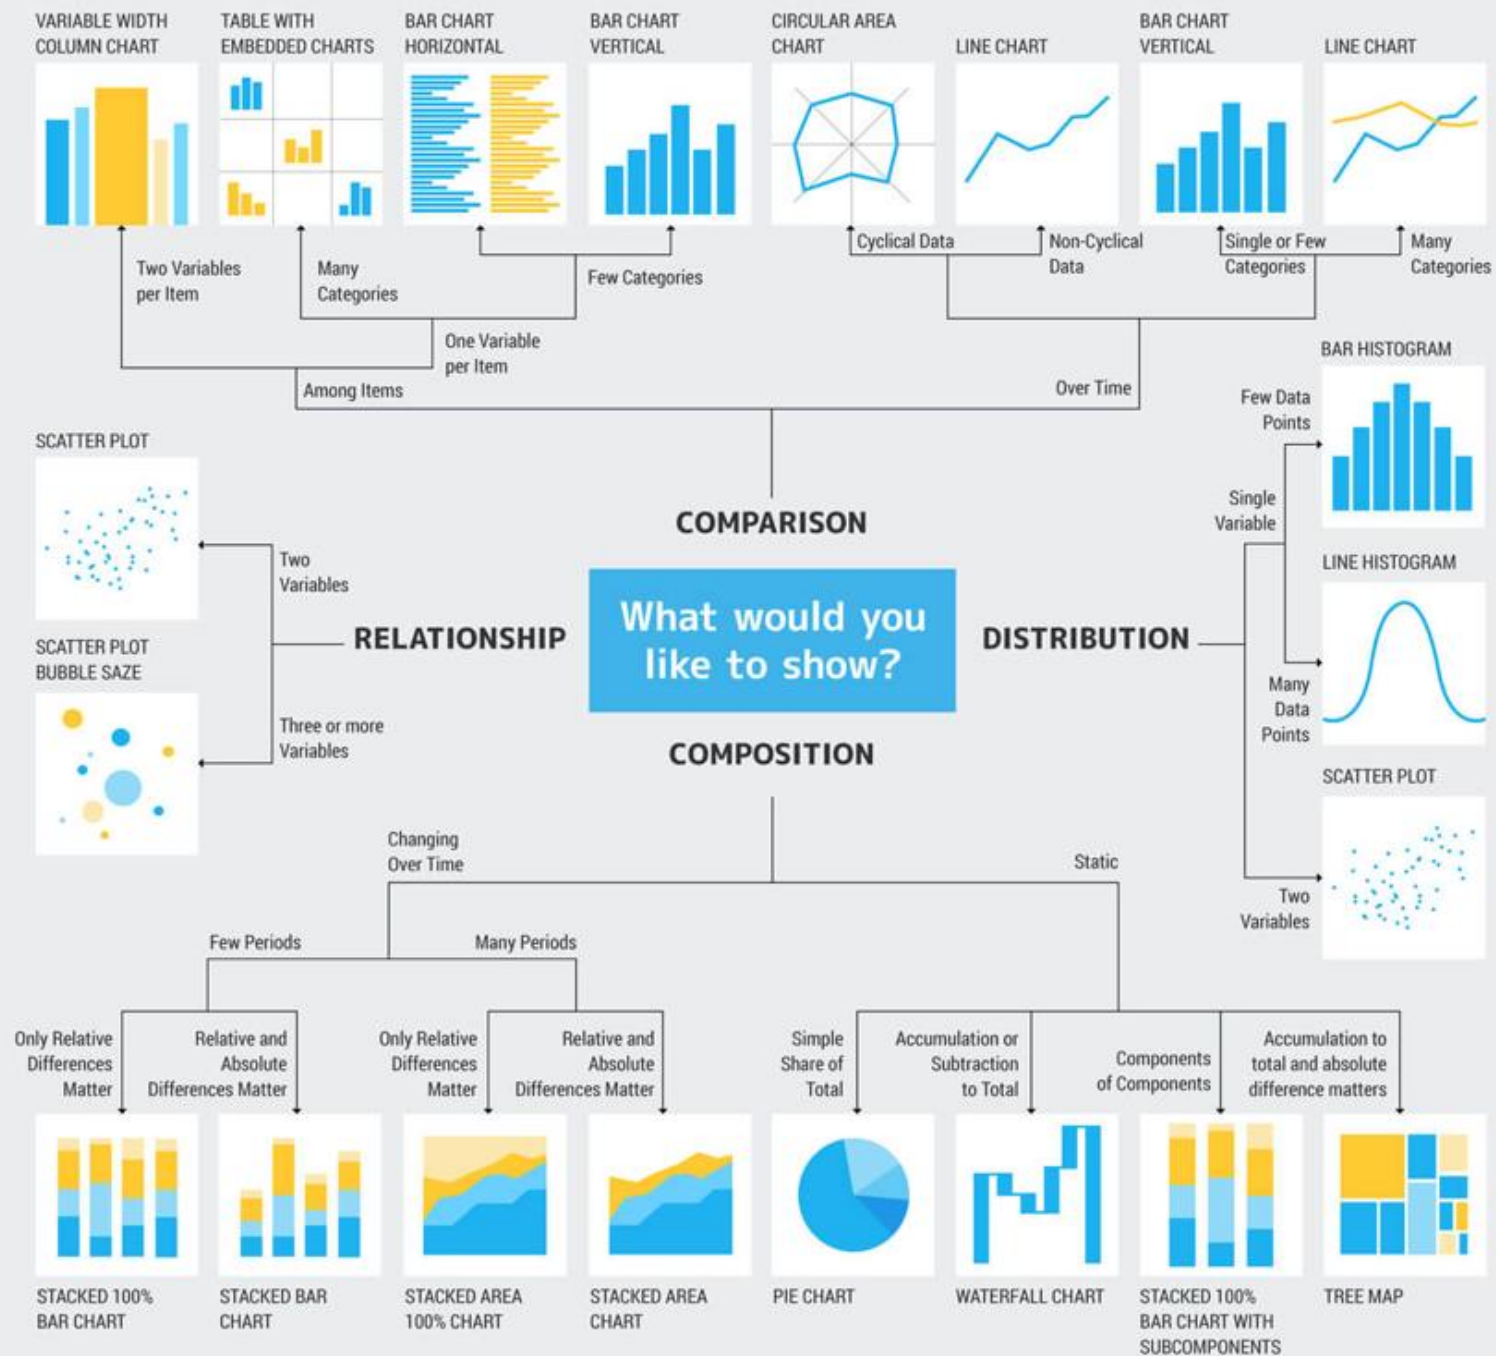 VARIABLE WIDTH
COLUMN CHART
TABLE WITH
EMBEDDED CHARTS
BAR CHART
HORIZONTAL
BAR CHART
VERTICAL
CIRCULAR AREA
CHART
LINE CHART
BAR CHART
VERTICAL
LINE CHART
Two Variables
per Item
Many
Categories
Few Categories
Cyclical Data
Non-Cyclical
Data
Single or Few
Categories
Many
Categories
One Variable
per Item
Among Items
Over Time
SCATTER PLOT
Two
Variables
SCATTER PLOT
BUBBLE SAZE
Three or more
Variables
RELATIONSHIP
COMPARISON
What would you
like to show?
COMPOSITION
DISTRIBUTION
BAR HISTOGRAM
Few Data
Points
Single
Variable
LINE HISTOGRAM
Many
Data
Points
SCATTER PLOT
Two
Variables
Changing
Over Time
Static
Few Periods
Many Periods
Only Relative
Differences
Matter
Relative and
Absolute
Differences Matter
Only Relative
Differences
Matter
Relative and
Absolute
Differences Matter
Simple
Share of
Total
Accumulation or
Subtraction
to Total
Components
of Components
Accumulation to
total and absolute
difference matters
STACKED 100%
BAR CHART
STACKED BAR
CHART
STACKED AREA
100% CHART
STACKED AREA
CHART
PIE CHART
WATERFALL CHART
STACKED 100%
BAR CHART WITH
SUBCOMPONENTS
TREE MAP